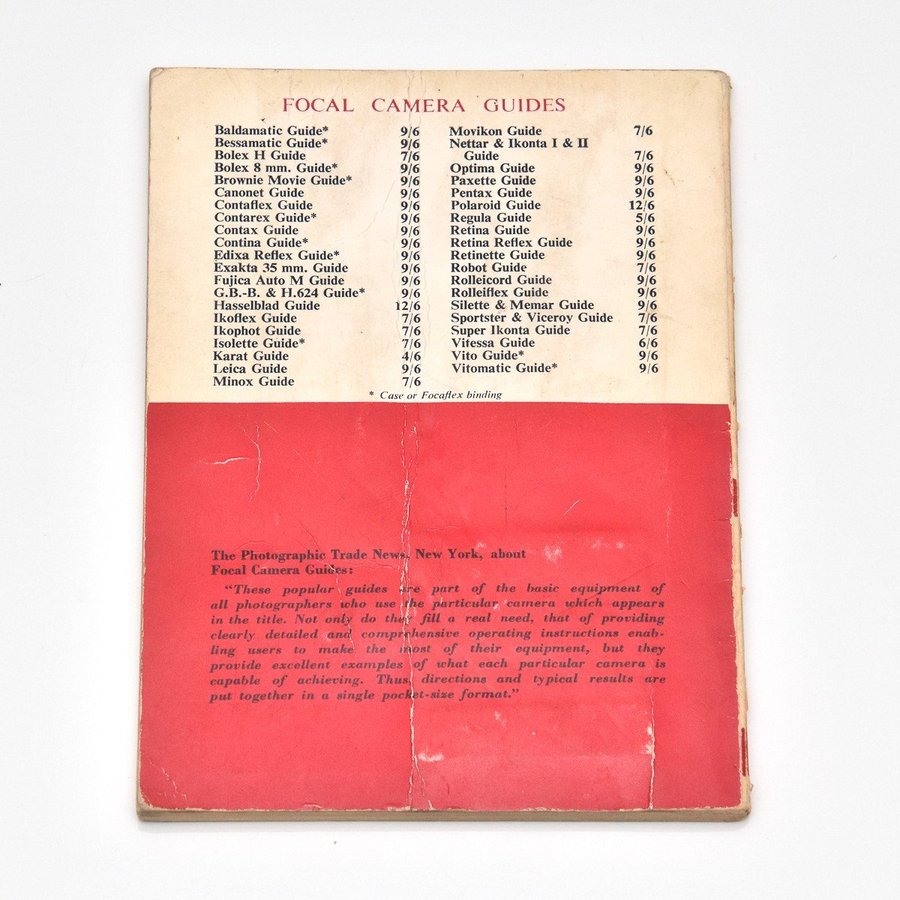 FOCAL CAMERA GUIDES
Baldamatic Guide* 9/6
Bessamatic Guide* 9/6
Bolex H Guide 7/6
Bolex 8 mm. Guide* 9/6
Brownie Movie Guide* 9/6
Canonet Guide 9/6
Contaflex Guide 9/6
Contarex Guide* 9/6
Contax Guide 9/6
Contina Guide* 9/6
Edixa Reflex Guide* 9/6
Exakta 35 mm. Guide 9/6
Fujica Auto M Guide 9/6
G.B.-B. & H.624 Guide* 9/6
Hasselblad Guide 12/6
Ikoflex Guide 7/6
Ikophot Guide 7/6
Isolette Guide* 7/6
Karat Guide 4/6
Leica Guide 9/6
Minox Guide 7/6
Movikon Guide 7/6
Nettar & Ikonta I & II
Guide 7/6
Optima Guide 9/6
Paxette Guide 9/6
Pentax Guide 9/6
Polaroid Guide 12/6
Regula Guide 5/6
Retina Guide 9/6
Retina Reflex Guide 9/6
Retinette Guide 9/6
Robot Guide 7/6
Rolleicord Guide 9/6
Rolleiflex Guide 9/6
Silette & Memar Guide 9/6
Sportster & Viceroy Guide 7/6
Super Ikonta Guide 7/6
Vitessa Guide 6/6
Vito Guide* 9/6
Vitomatic Guide* 9/6
* Case or Focaflex binding
The Photographic Trade News, New York, about
Focal Camera Guides:
"These popular guides are part of the basic equipment of
all photographers who use the particular camera which appears
in the title. Not only do they fill a real need, that of providing
clearly detailed and comprehensive operating instructions enab-
ling users to make the most of their equipment, but they
provide excellent examples of what each particular camera is
capable of achieving. Thus, directions and typical results are
put together in a single pocket-size format."